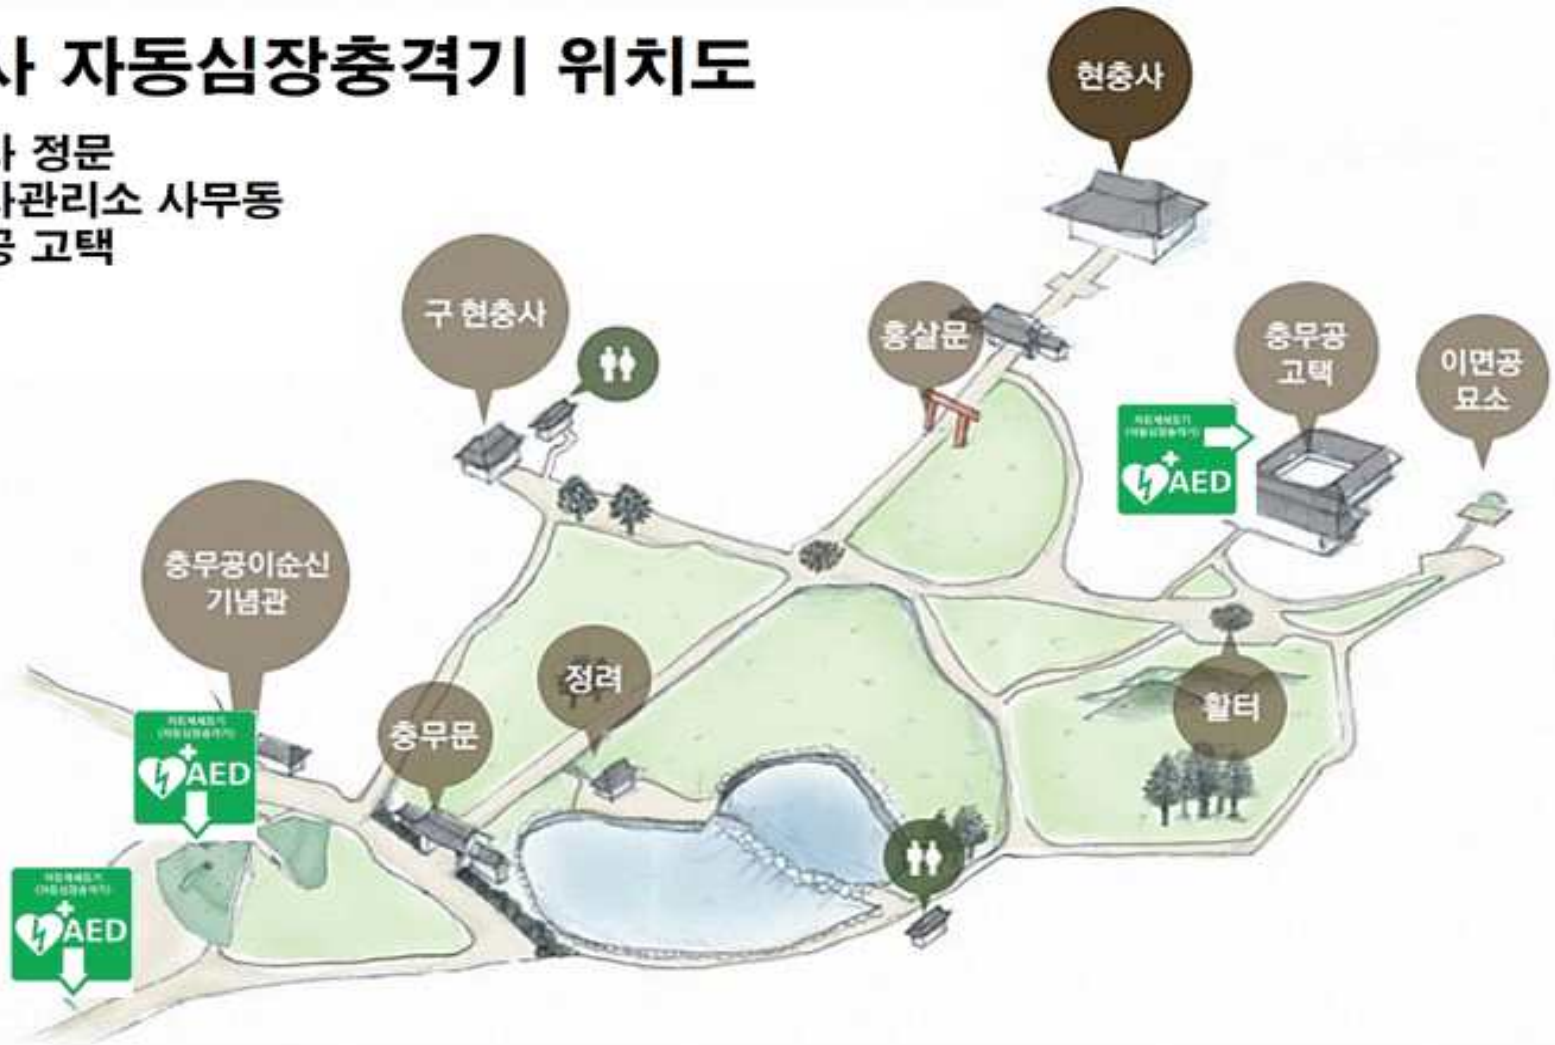 사 자동심장충격기 위치도
사 정문
사관리소 사무동
공 고택
현충사
구 현충사
홍살문
충무공
고택
이면공
묘소
AED
충무공이순신
기념관
정려
충무문
활터
AED
AED